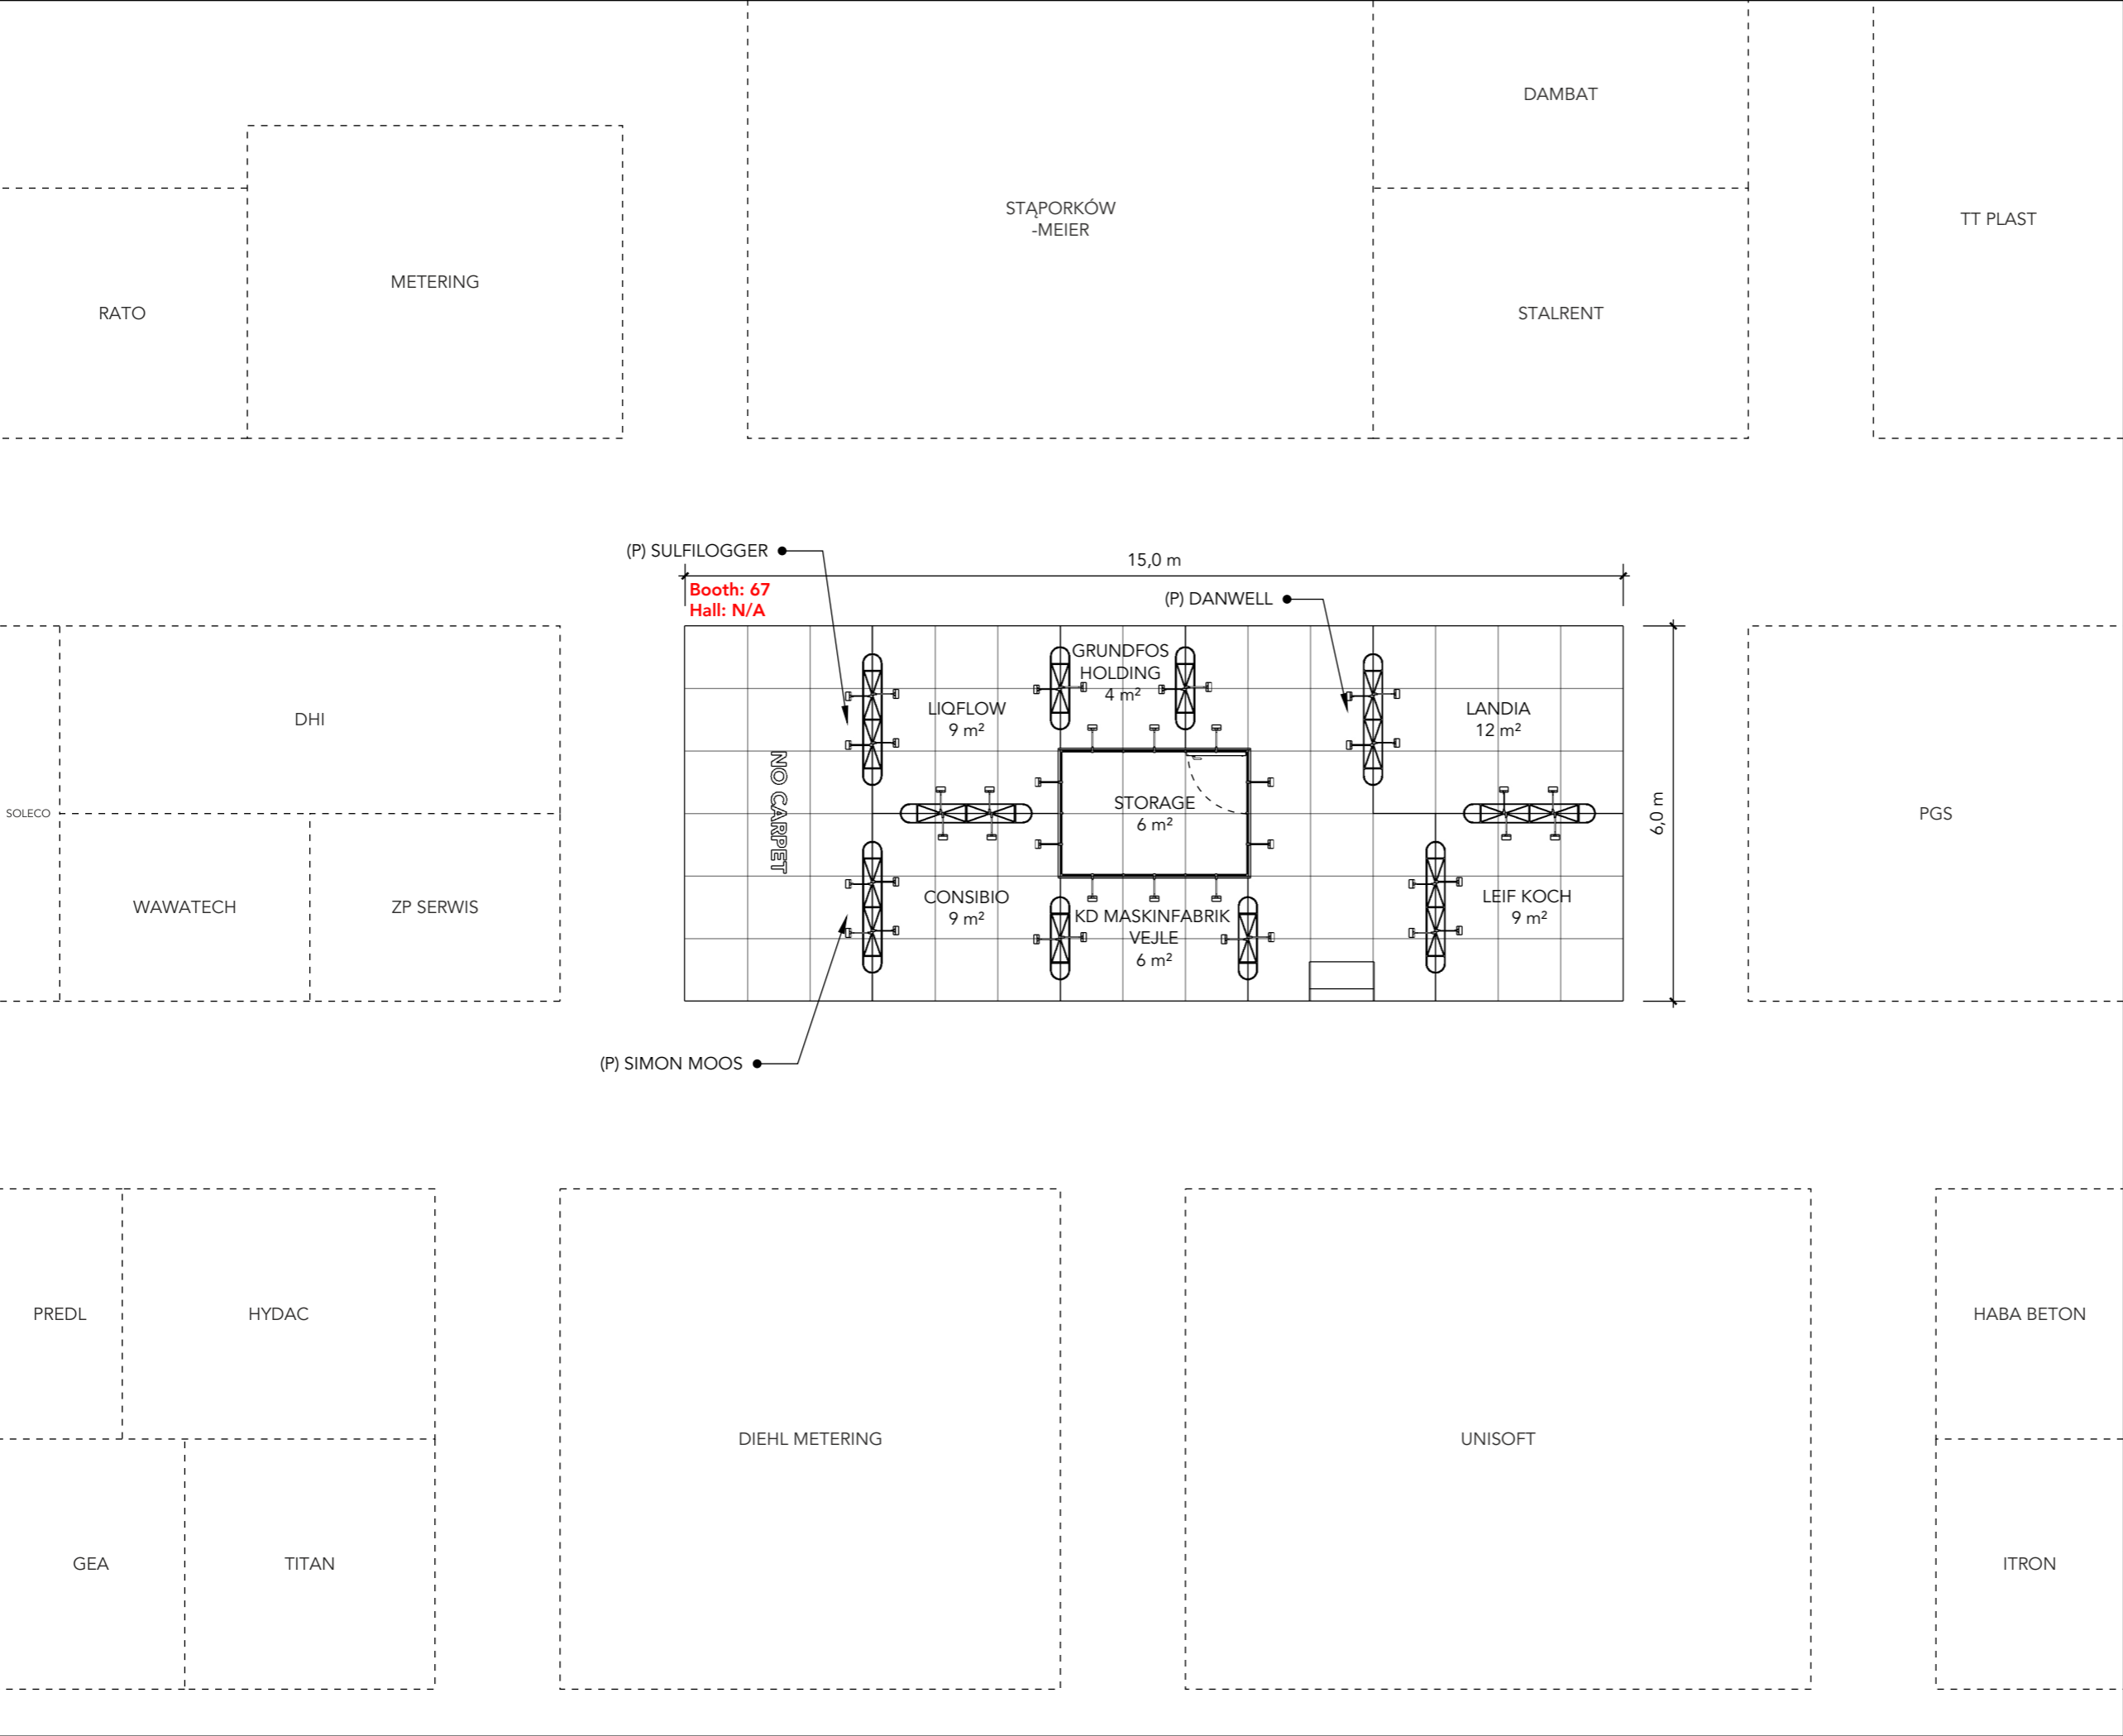 DAMBAT
STĄPORKÓW
-MEIER
TT PLAST
METERING
RATO
STALRENT
(P) SULFILOGGER
15,0 m
Booth: 67
Hall: N/A
(P) DANWELL
GRUNDFOS
HOLDING
4 m²
LIQFLOW
9 m²
LANDIA
12 m²
DHI
NO CARPET
STORAGE
6 m²
6,0 m
SOLECO
PGS
WAWATECH
ZP SERWIS
CONSIBIO
9 m²
KD MASKINFABRIK
VEJLE
6 m²
LEIF KOCH
9 m²
(P) SIMON MOOS
PREDL
HYDAC
HABA BETON
DIEHL METERING
UNISOFT
GEA
TITAN
ITRON